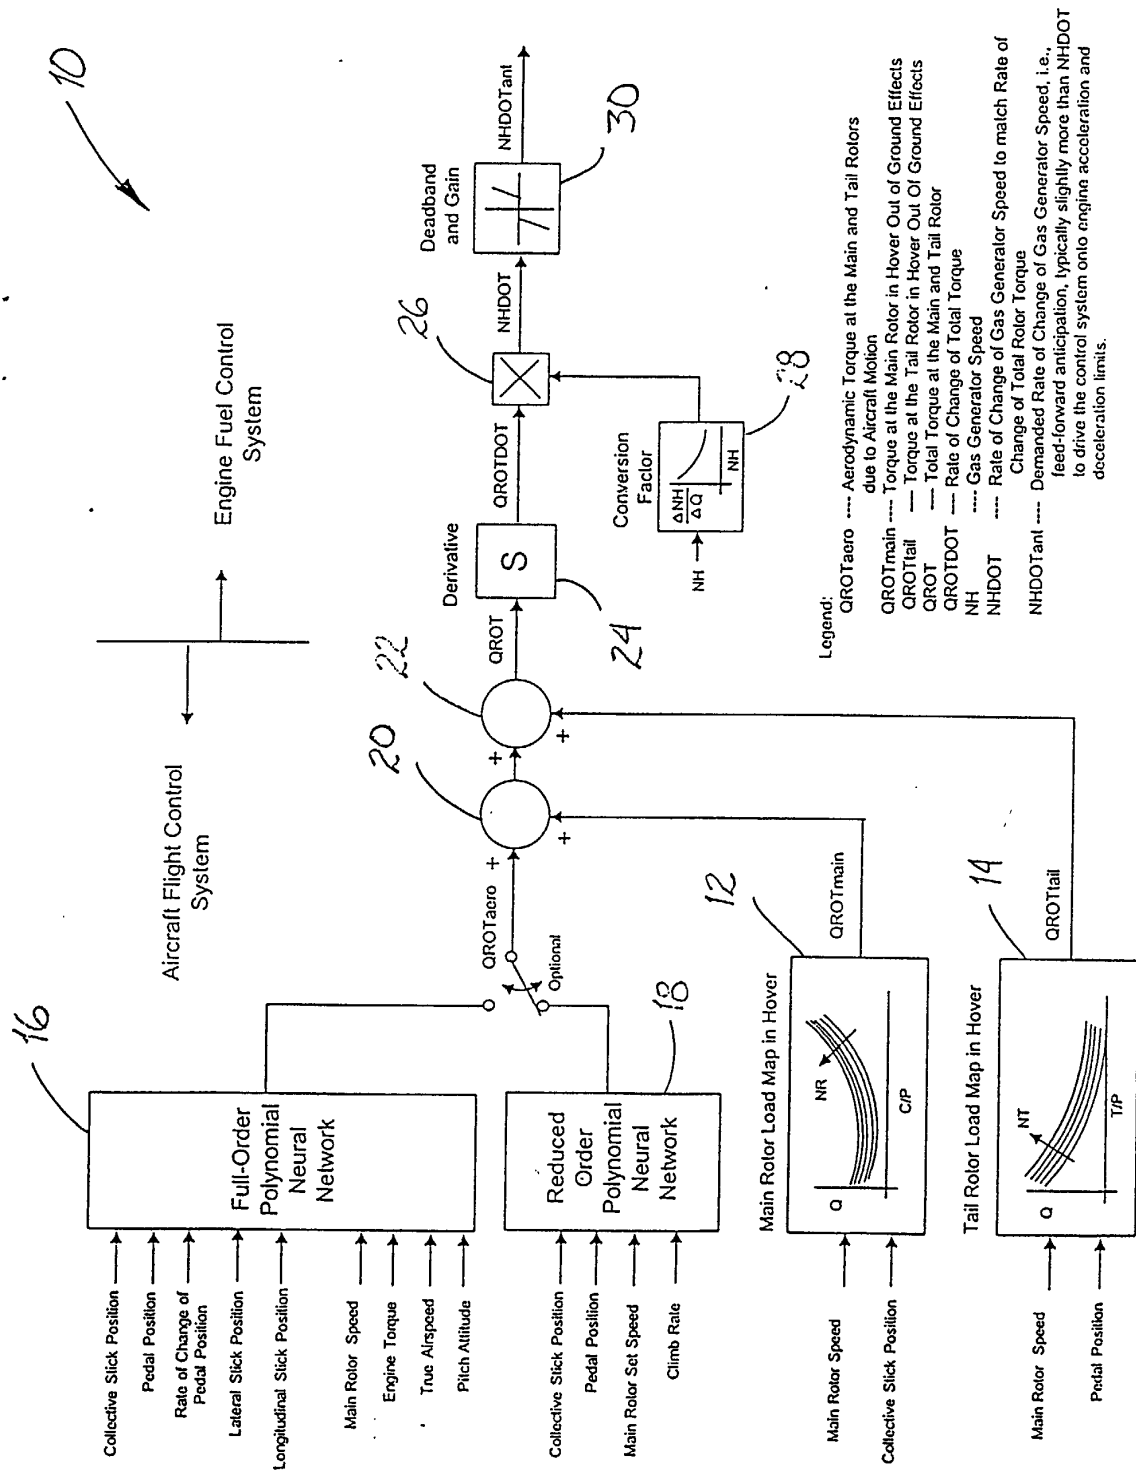 10
Aircraft Flight Control
System
Engine Fuel Control
System
16
Collective Stick Position
Pedal Position
Rate of Change of
Pedal Position
Lateral Stick Position
Longitudinal Stick Position
Main Rotor Speed
Engine Torque
True Airspeed
Pitch Attitude
Full-Order
Polynomial
Neural
Network
Collective Stick Position
Pedal Position
Main Rotor Set Speed
Climb Rate
Reduced
Order
Polynomial
Neural
Network
18
Optional
QROTaero
+
+
20
+
+
22
QROT
Derivative
S
24
QROTDOT
26
NHDOT
Deadband
and Gain
30
NHDOTant
Conversion
Factor
NH
ΔNH
ΔQ
NH
28
Main Rotor Load Map in Hover
12
Main Rotor Speed
Collective Stick Position
Q
NR
C/P
QROTmain
Tail Rotor Load Map in Hover
14
Main Rotor Speed
Pedal Position
Q
NT
T/P
QROTtail
Legend:
QROTaero ---- Aerodynamic Torque at the Main and Tail Rotors
due to Aircraft Motion
QROTmain ---- Torque at the Main Rotor in Hover Out of Ground Effects
QROTtail — Torque at the Tail Rotor in Hover Out Of Ground Effects
QROT — Total Torque at the Main and Tail Rotor
QROTDOT — Rate of Change of Total Torque
NH ---- Gas Generator Speed
NHDOT ---- Rate of Change of Gas Generator Speed to match Rate of
Change of Total Rotor Torque
NHDOTant ---- Demanded Rate of Change of Gas Generator Speed, i.e.,
feed-forward anticipation, typically slightly more than NHDOT
to drive the control system onto engine acceleration and
deceleration limits.